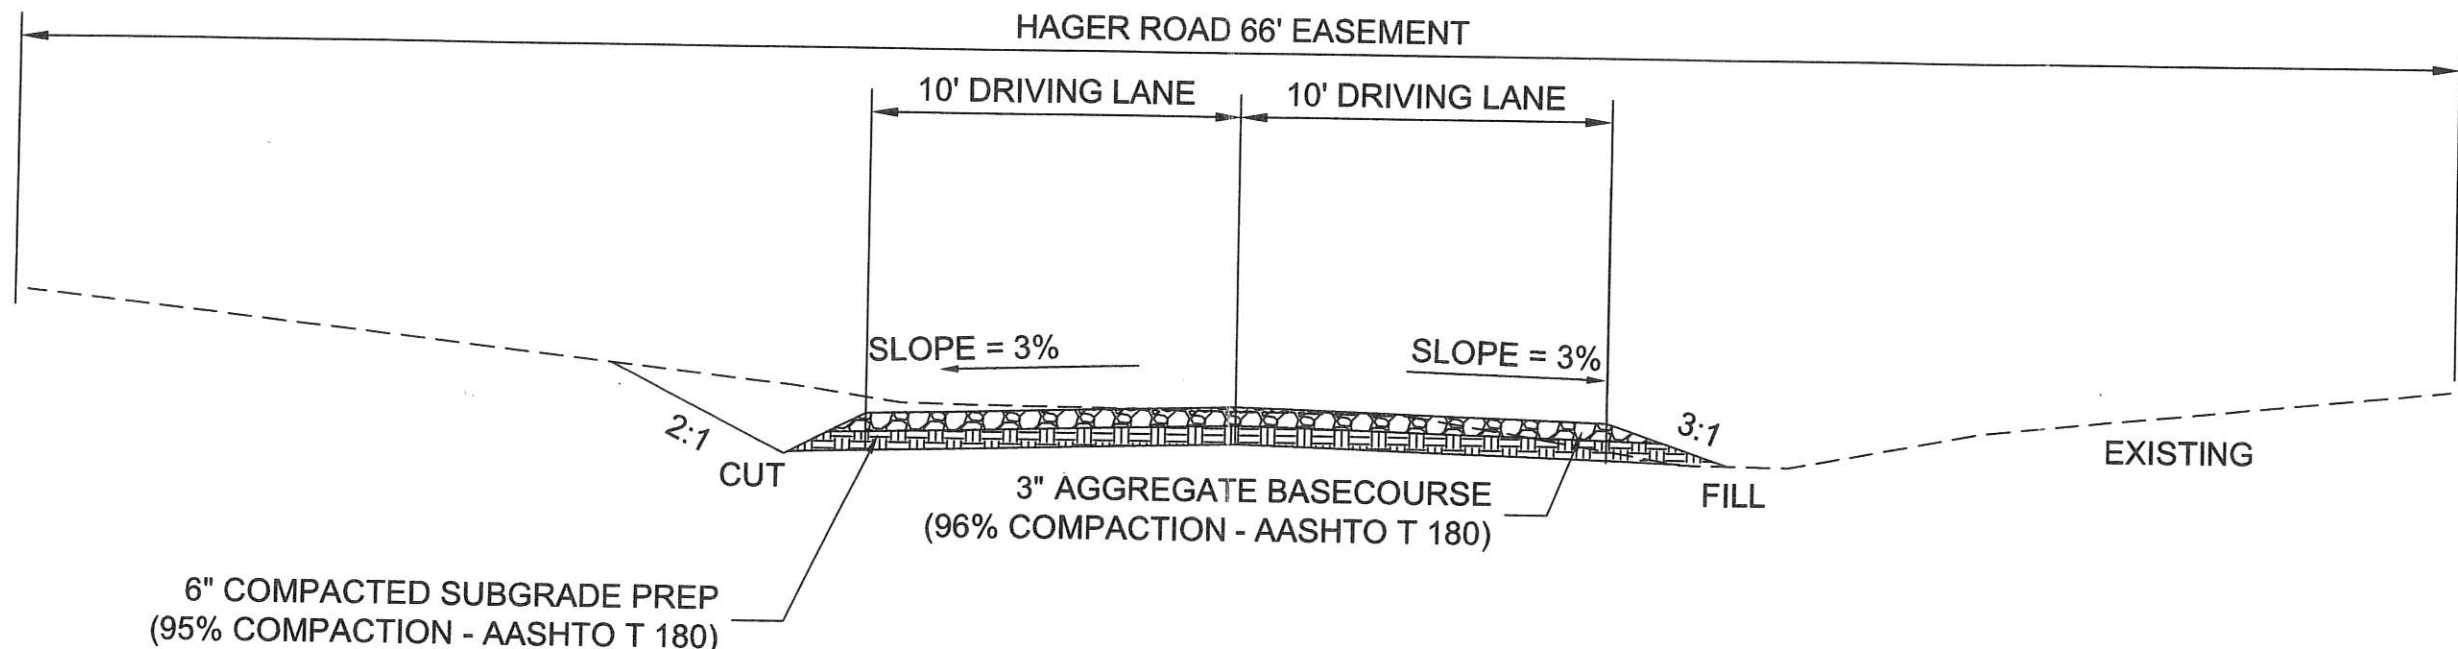 HAGER ROAD 66' EASEMENT
10' DRIVING LANE
10' DRIVING LANE
SLOPE = 3%
SLOPE = 3%
2:1
3:1
CUT
EXISTING
3" AGGREGATE BASECOURSE
(96% COMPACTION - AASHTO T 180)
FILL
6" COMPACTED SUBGRADE PREP
(95% COMPACTION - AASHTO T 180)